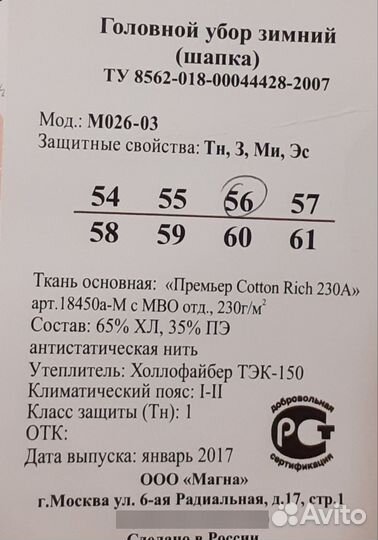 Головной убор зимний
(шапка)
ТУ 8562-018-00044428-2007
Мод.: М026-03
Защитные свойства: Тн, З, Ми, Эс
54 55 56 57
58 59 60 61
Ткань основная: «Премьер Cotton Rich 230А»
арт.18450а-М с МВО отд., 230г/м²
Состав: 65% ХЛ, 35% ПЭ
антистатическая нить
Утеплитель: Холлофайбер ТЭК-150
Климатический пояс: I-II
Класс защиты (Тн): 1
ОТК:
Дата выпуска: январь 2017
добровольная
РСТ
сертификация
ООО «Магна»
г.Москва ул. 6-ая Радиальная, д.17, стр.1
Сделано в России
Avito